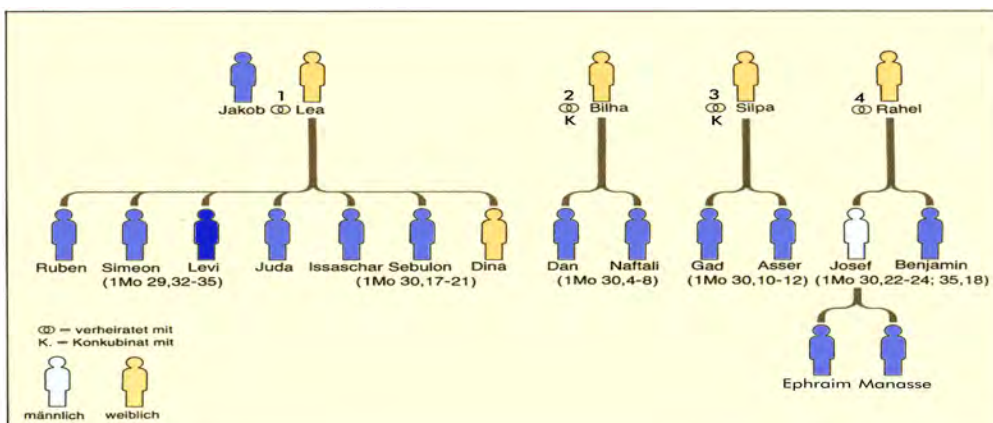 1 2 3 4
Jakob Lea Bilha Silpa Rahel
K K
Ruben Simeon Levi Juda Issaschar Sebulon Dina Dan Naftali Gad Asser Josef Benjamin
(1Mo 29,32-35) (1Mo 30,17-21) (1Mo 30,4-8) (1Mo 30,10-12) (1Mo 30,22-24; 35,18)
= verheiratet mit
K. = Konkubinat mit
Ephraim Manasse
männlich weiblich